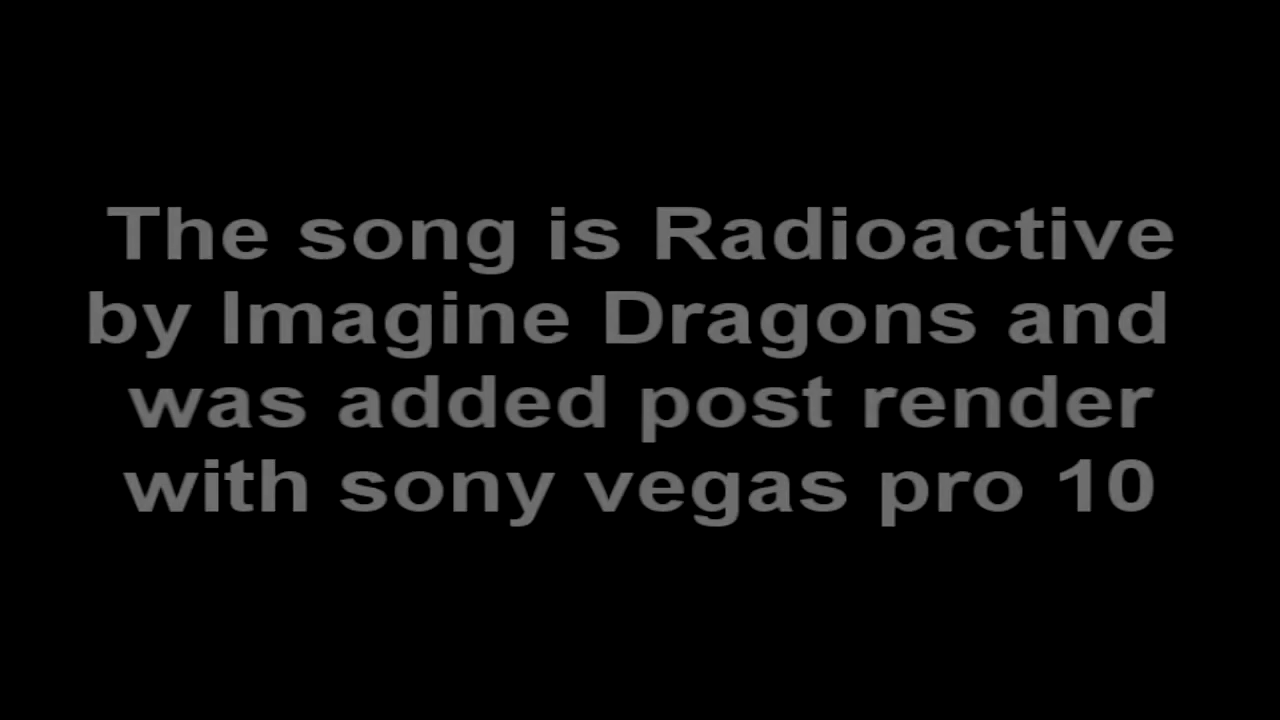 The song is Radioactive
by Imagine Dragons and
was added post render
with sony vegas pro 10